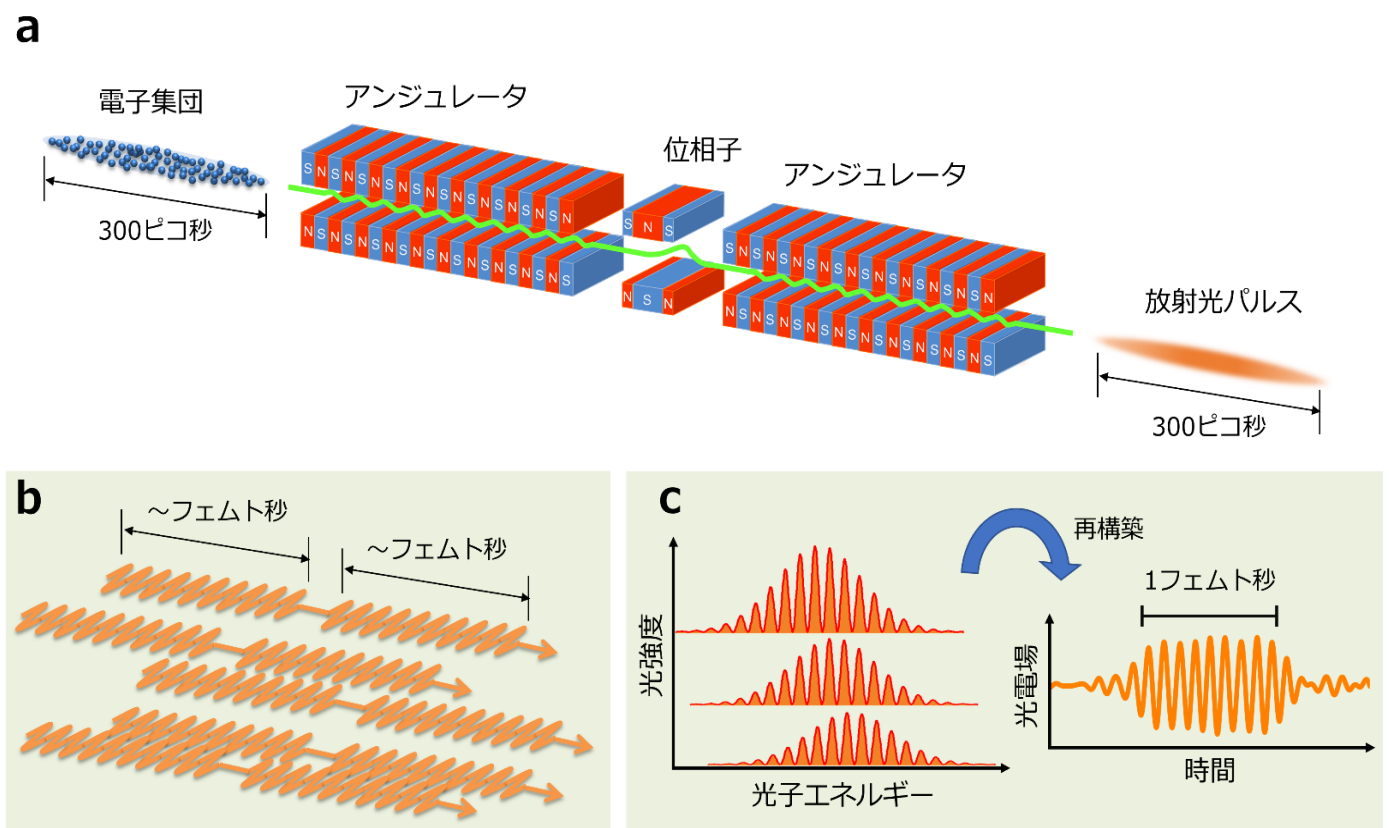 a
電子集団
300ピコ秒
アンジュレータ
S N S N S N S N S N S N S N S N S N S N
N S N S N S N S N S N S N S N S N S N S
位相子
S N S
N S N
アンジュレータ
S N S N S N S N S N S N S N S N S N S N
N S N S N S N S N S N S N S N S N S N S
放射光パルス
300ピコ秒
b
～フェムト秒
～フェムト秒
c
光強度
光子エネルギー
再構築
1フェムト秒
光電場
時間